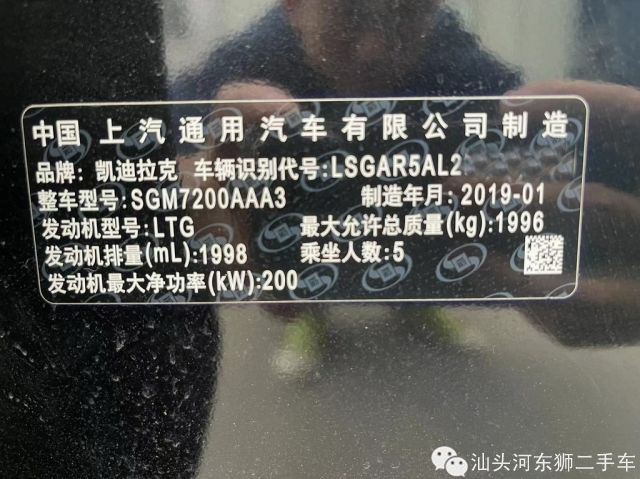 中国 上汽通用汽车有限公司制造
品牌: 凯迪拉克 车辆识别代号:LSGAR5AL2
整车型号:SGM7200AAA3 制造年月:2019-01
发动机型号:LTG 最大允许总质量(kg):1996
发动机排量(mL):1998 乘坐人数:5
发动机最大净功率(kW):200
汕头河东狮二手车